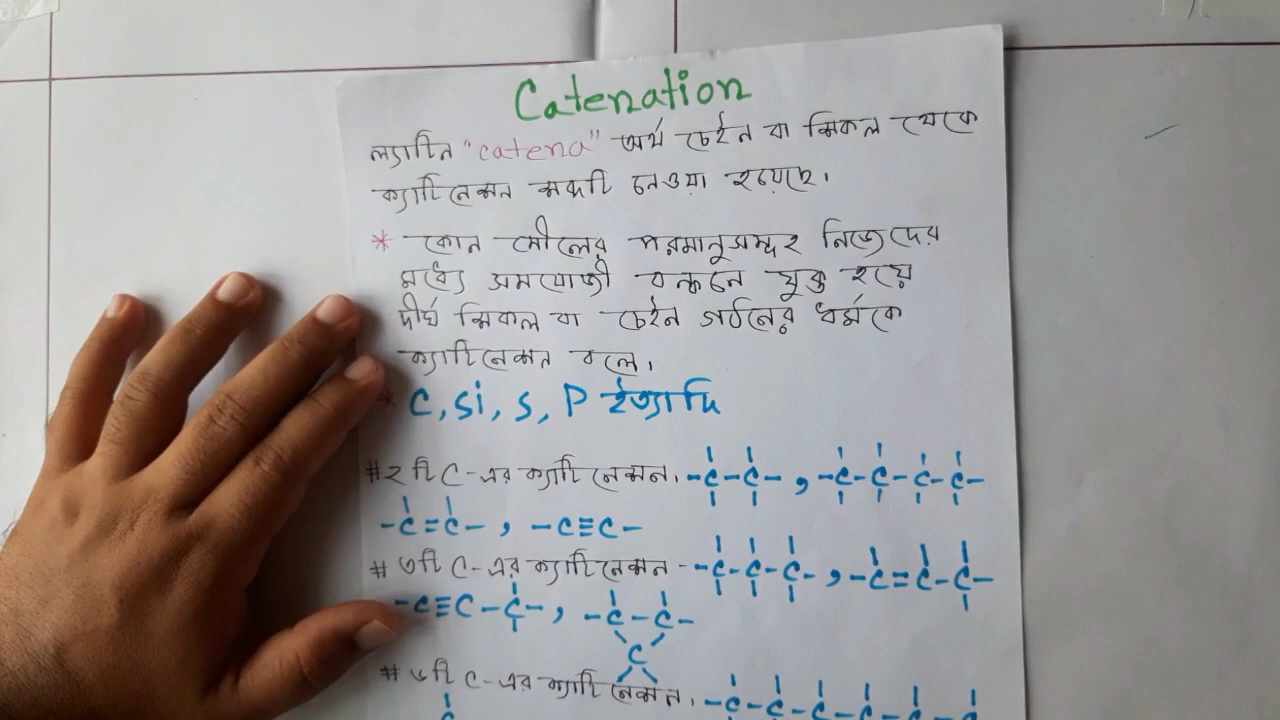 Catenation
ল্যাটিন "catena" অর্থ চেইন বা শিকল থেকে
ক্যাটিনেশন শব্দটি নেওয়া হয়েছে।
* কোন মৌলের পরমানুসমূহ নিজেদের
মধ্যে সমযোজী বন্ধনে যুক্ত হয়ে
দীর্ঘ শিকল বা চেইন গঠনের ধর্মকে
ক্যাটিনেশন বলে।
* C, Si, S, P ইত্যাদি
# ২ টি C-এর ক্যাটিনেশন। -C-C- , -C-C-C-C-
-C=C- , -C≡C-
# ৩টি C-এর ক্যাটিনেশন - -C-C-C- , -C=C-C-
-C≡C-C- , -C-C-
C
# ৬টি C-এর ক্যাটিনেশন। -C-C-C-C-C-C-
C